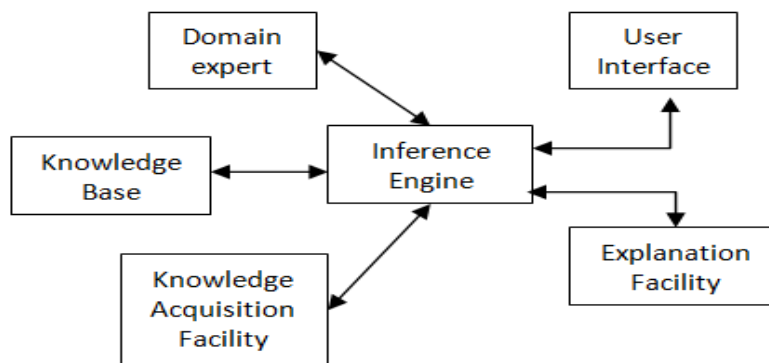 Domain
expert
User
Interface
Inference
Engine
Knowledge
Base
Knowledge
Acquisition
Facility
Explanation
Facility